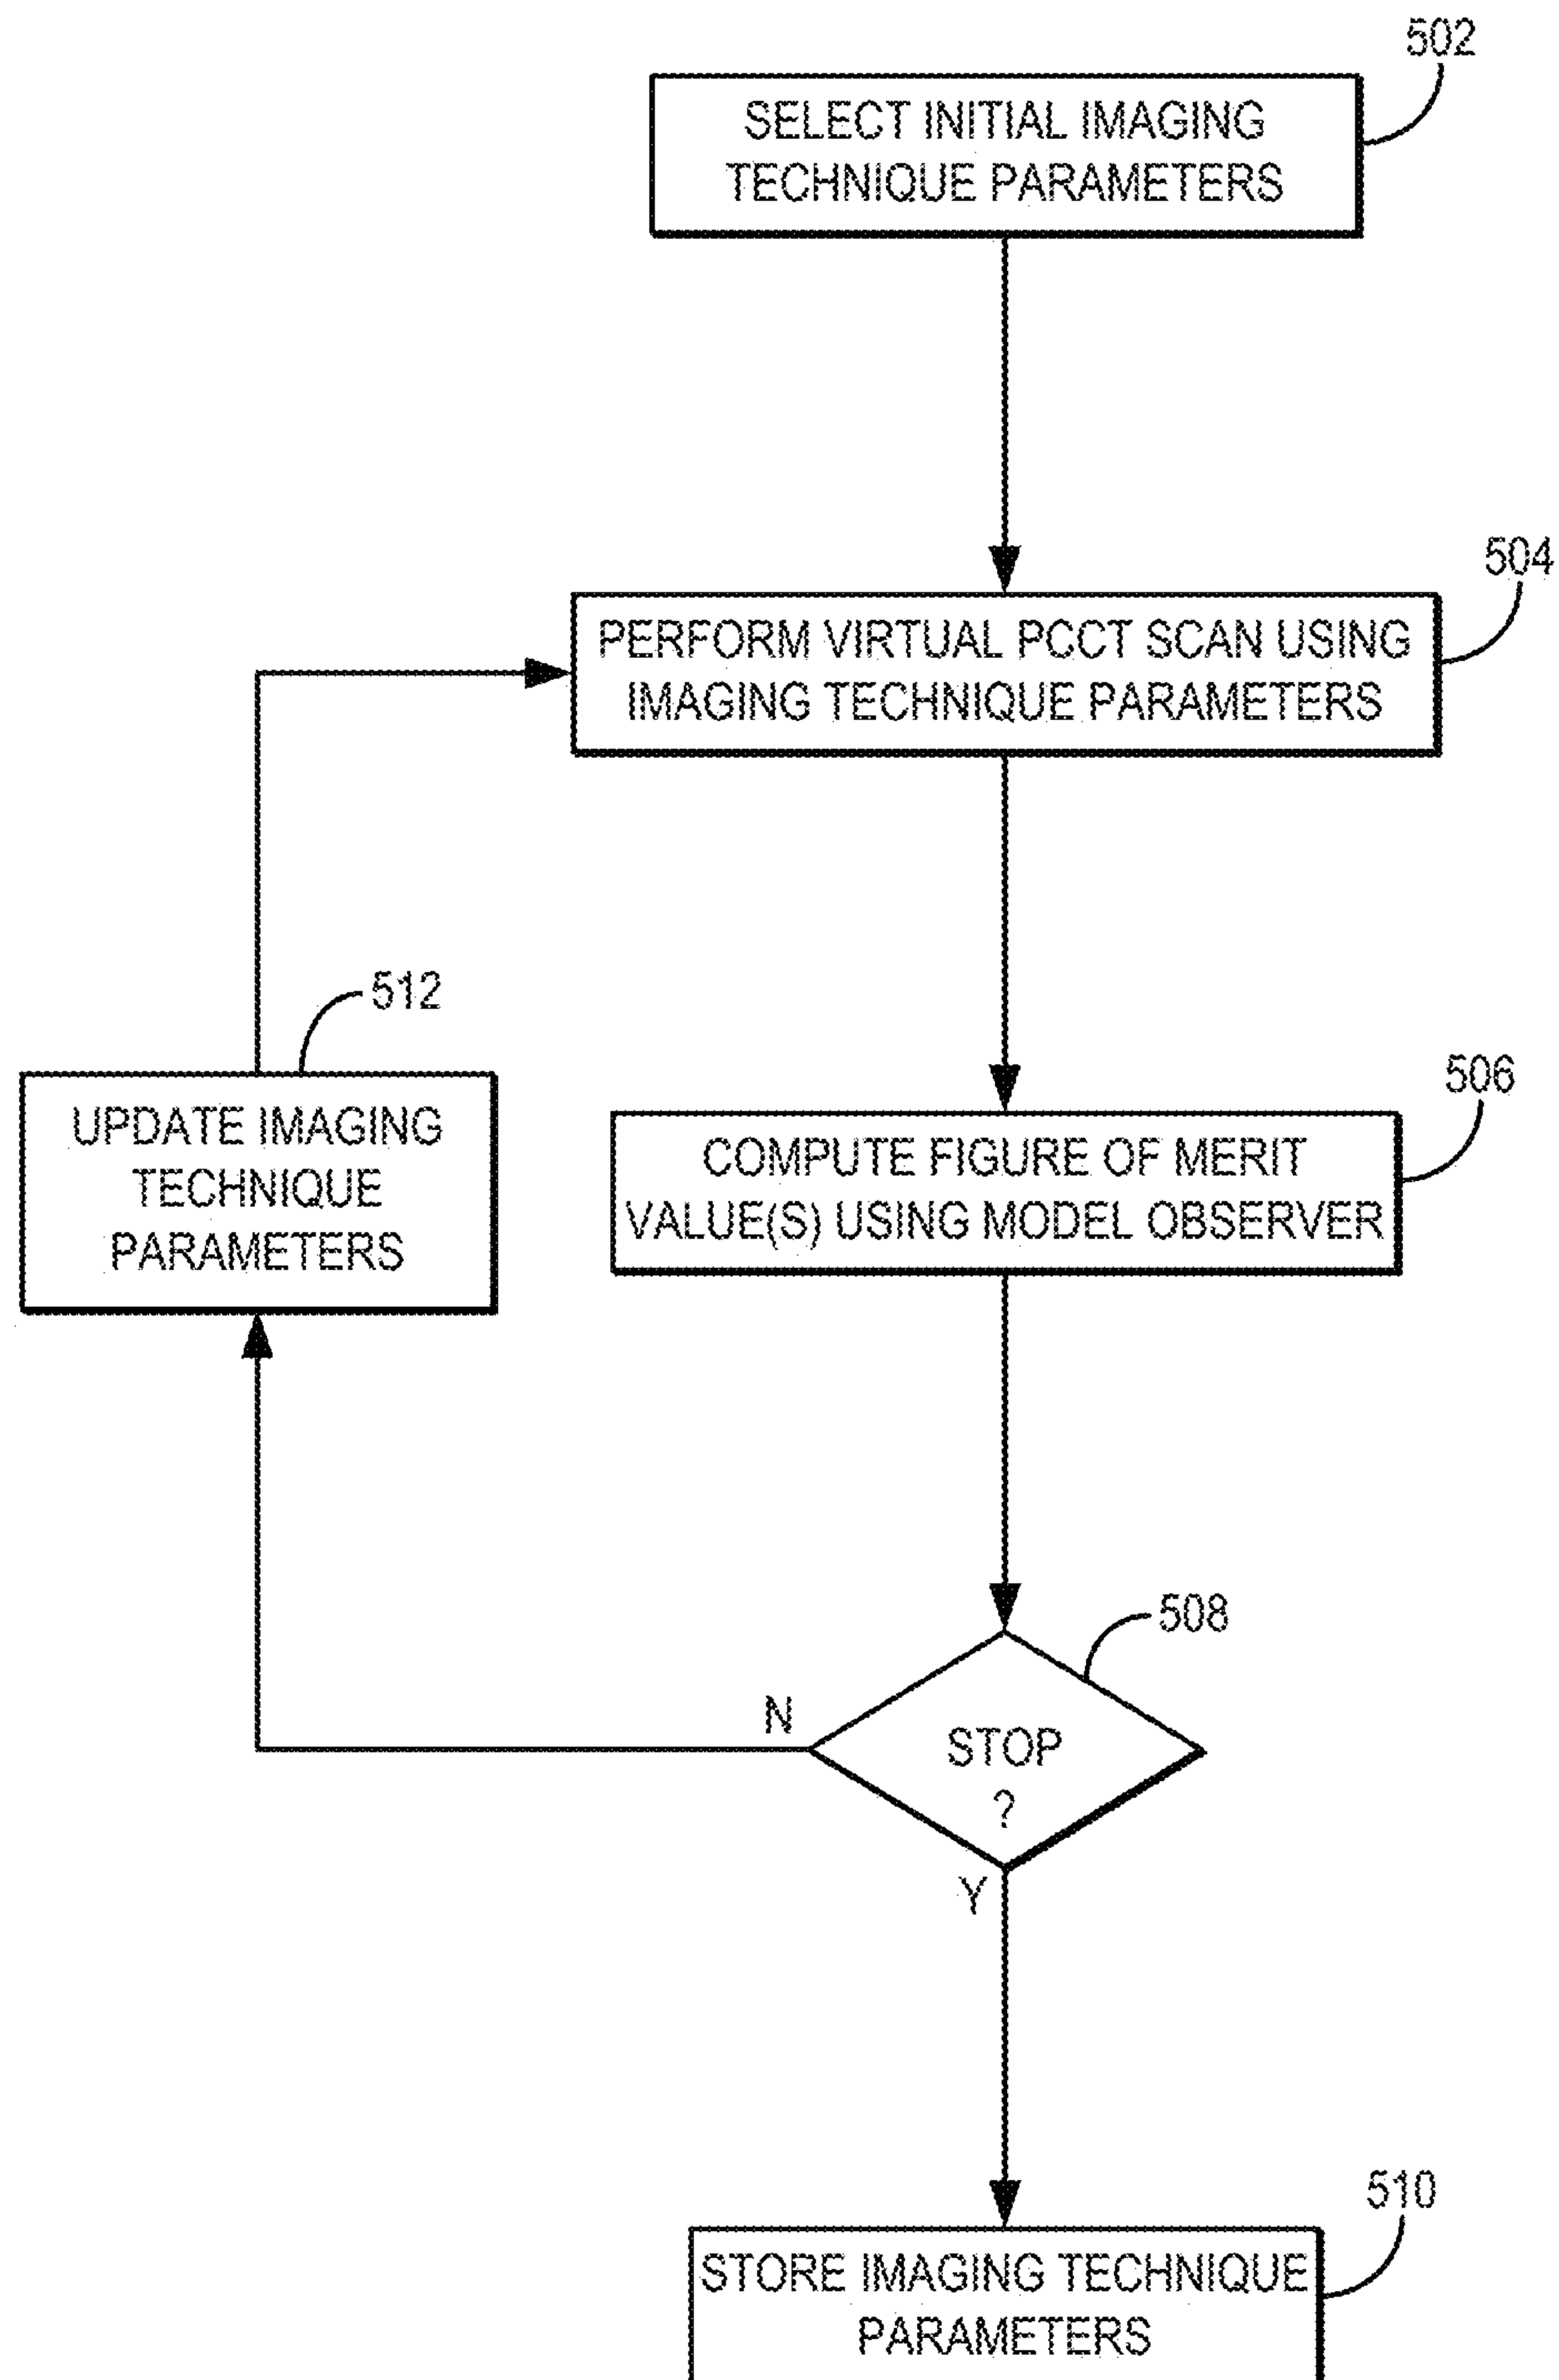 502
SELECT INITIAL IMAGING
TECHNIQUE PARAMETERS
504
PERFORM VIRTUAL PCCT SCAN USING
IMAGING TECHNIQUE PARAMETERS
512
UPDATE IMAGING
TECHNIQUE
PARAMETERS
506
COMPUTE FIGURE OF MERIT
VALUE(S) USING MODEL OBSERVER
508
N
STOP
?
Y
510
STORE IMAGING TECHNIQUE
PARAMETERS